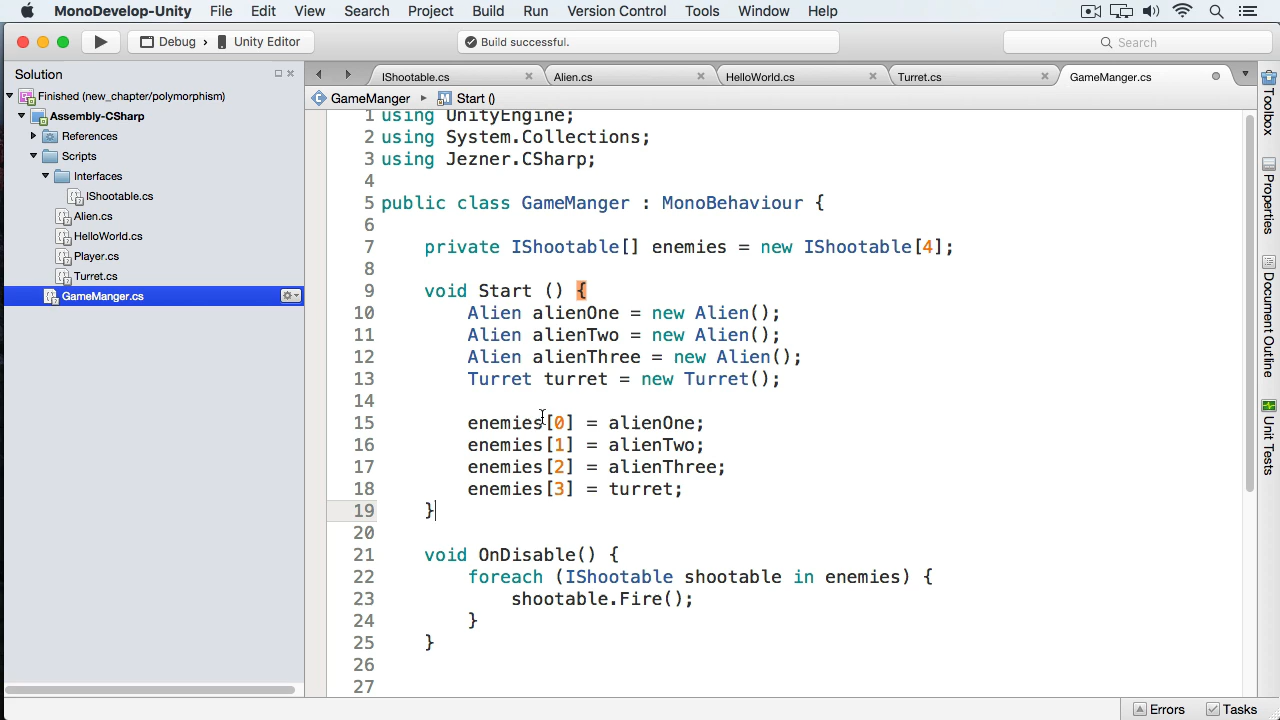 MonoDevelop-Unity File Edit View Search Project Build Run Version Control Tools Window Help
Debug › Unity Editor
Build successful.
Search
Solution
IShootable.cs
Alien.cs
HelloWorld.cs
Turret.cs
GameManger.cs
GameManger
Start ()
Finished (new_chapter/polymorphism)
Assembly-CSharp
References
Scripts
Interfaces
IShootable.cs
Alien.cs
HelloWorld.cs
Player.cs
Turret.cs
GameManger.cs
1 using UnityEngine;
2 using System.Collections;
3 using Jezner.CSharp;
4
5 public class GameManger : MonoBehaviour {
6
7 private IShootable[] enemies = new IShootable[4];
8
9 void Start () {
10 Alien alienOne = new Alien();
11 Alien alienTwo = new Alien();
12 Alien alienThree = new Alien();
13 Turret turret = new Turret();
14
15 enemies[0] = alienOne;
16 enemies[1] = alienTwo;
17 enemies[2] = alienThree;
18 enemies[3] = turret;
19 }
20
21 void OnDisable() {
22 foreach (IShootable shootable in enemies) {
23 shootable.Fire();
24 }
25 }
26
27
Toolbox
Properties
Document Outline
Unit Tests
Errors
Tasks